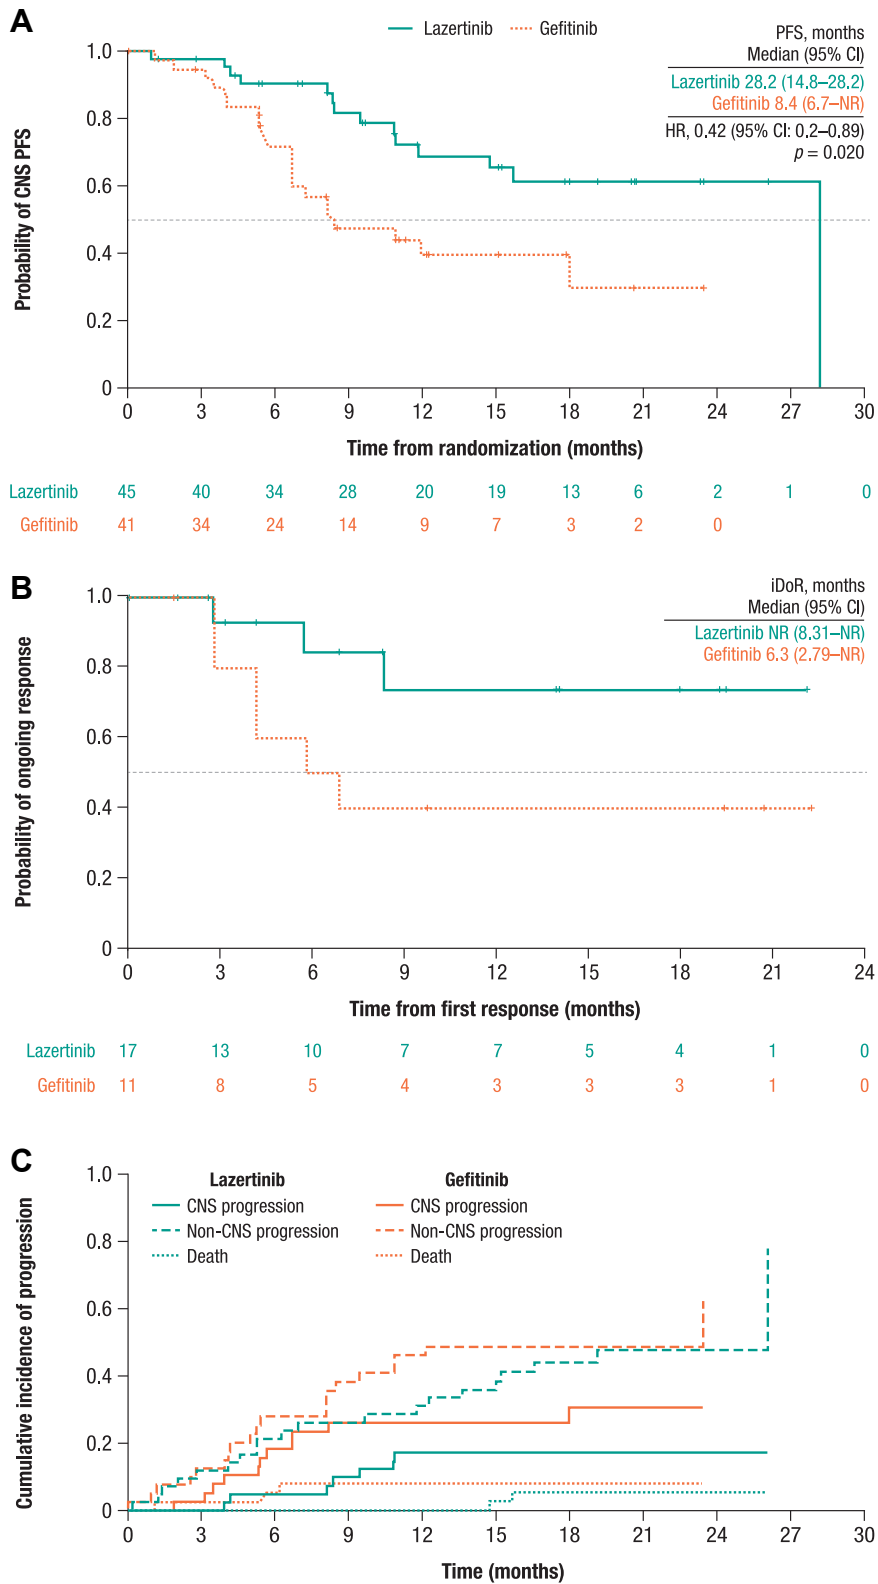 A
Lazertinib Gefitinib
PFS, months
Median (95% CI)
Lazertinib 28.2 (14.8–28.2)
Gefitinib 8.4 (6.7–NR)
HR, 0.42 (95% CI: 0.2–0.89)
p = 0.020
Probability of CNS PFS
1.0
0.8
0.6
0.4
0.2
0
0 3 6 9 12 15 18 21 24 27 30
Time from randomization (months)
Lazertinib 45 40 34 28 20 19 13 6 2 1 0
Gefitinib 41 34 24 14 9 7 3 2 0
B
iDoR, months
Median (95% CI)
Lazertinib NR (8.31–NR)
Gefitinib 6.3 (2.79–NR)
Probability of ongoing response
1.0
0.8
0.6
0.4
0.2
0
0 3 6 9 12 15 18 21 24
Time from first response (months)
Lazertinib 17 13 10 7 7 5 4 1 0
Gefitinib 11 8 5 4 3 3 3 1 0
C
Lazertinib Gefitinib
CNS progression CNS progression
Non-CNS progression Non-CNS progression
Death Death
Cumulative incidence of progression
1.0
0.8
0.6
0.4
0.2
0
0 3 6 9 12 15 18 21 24 27 30
Time (months)